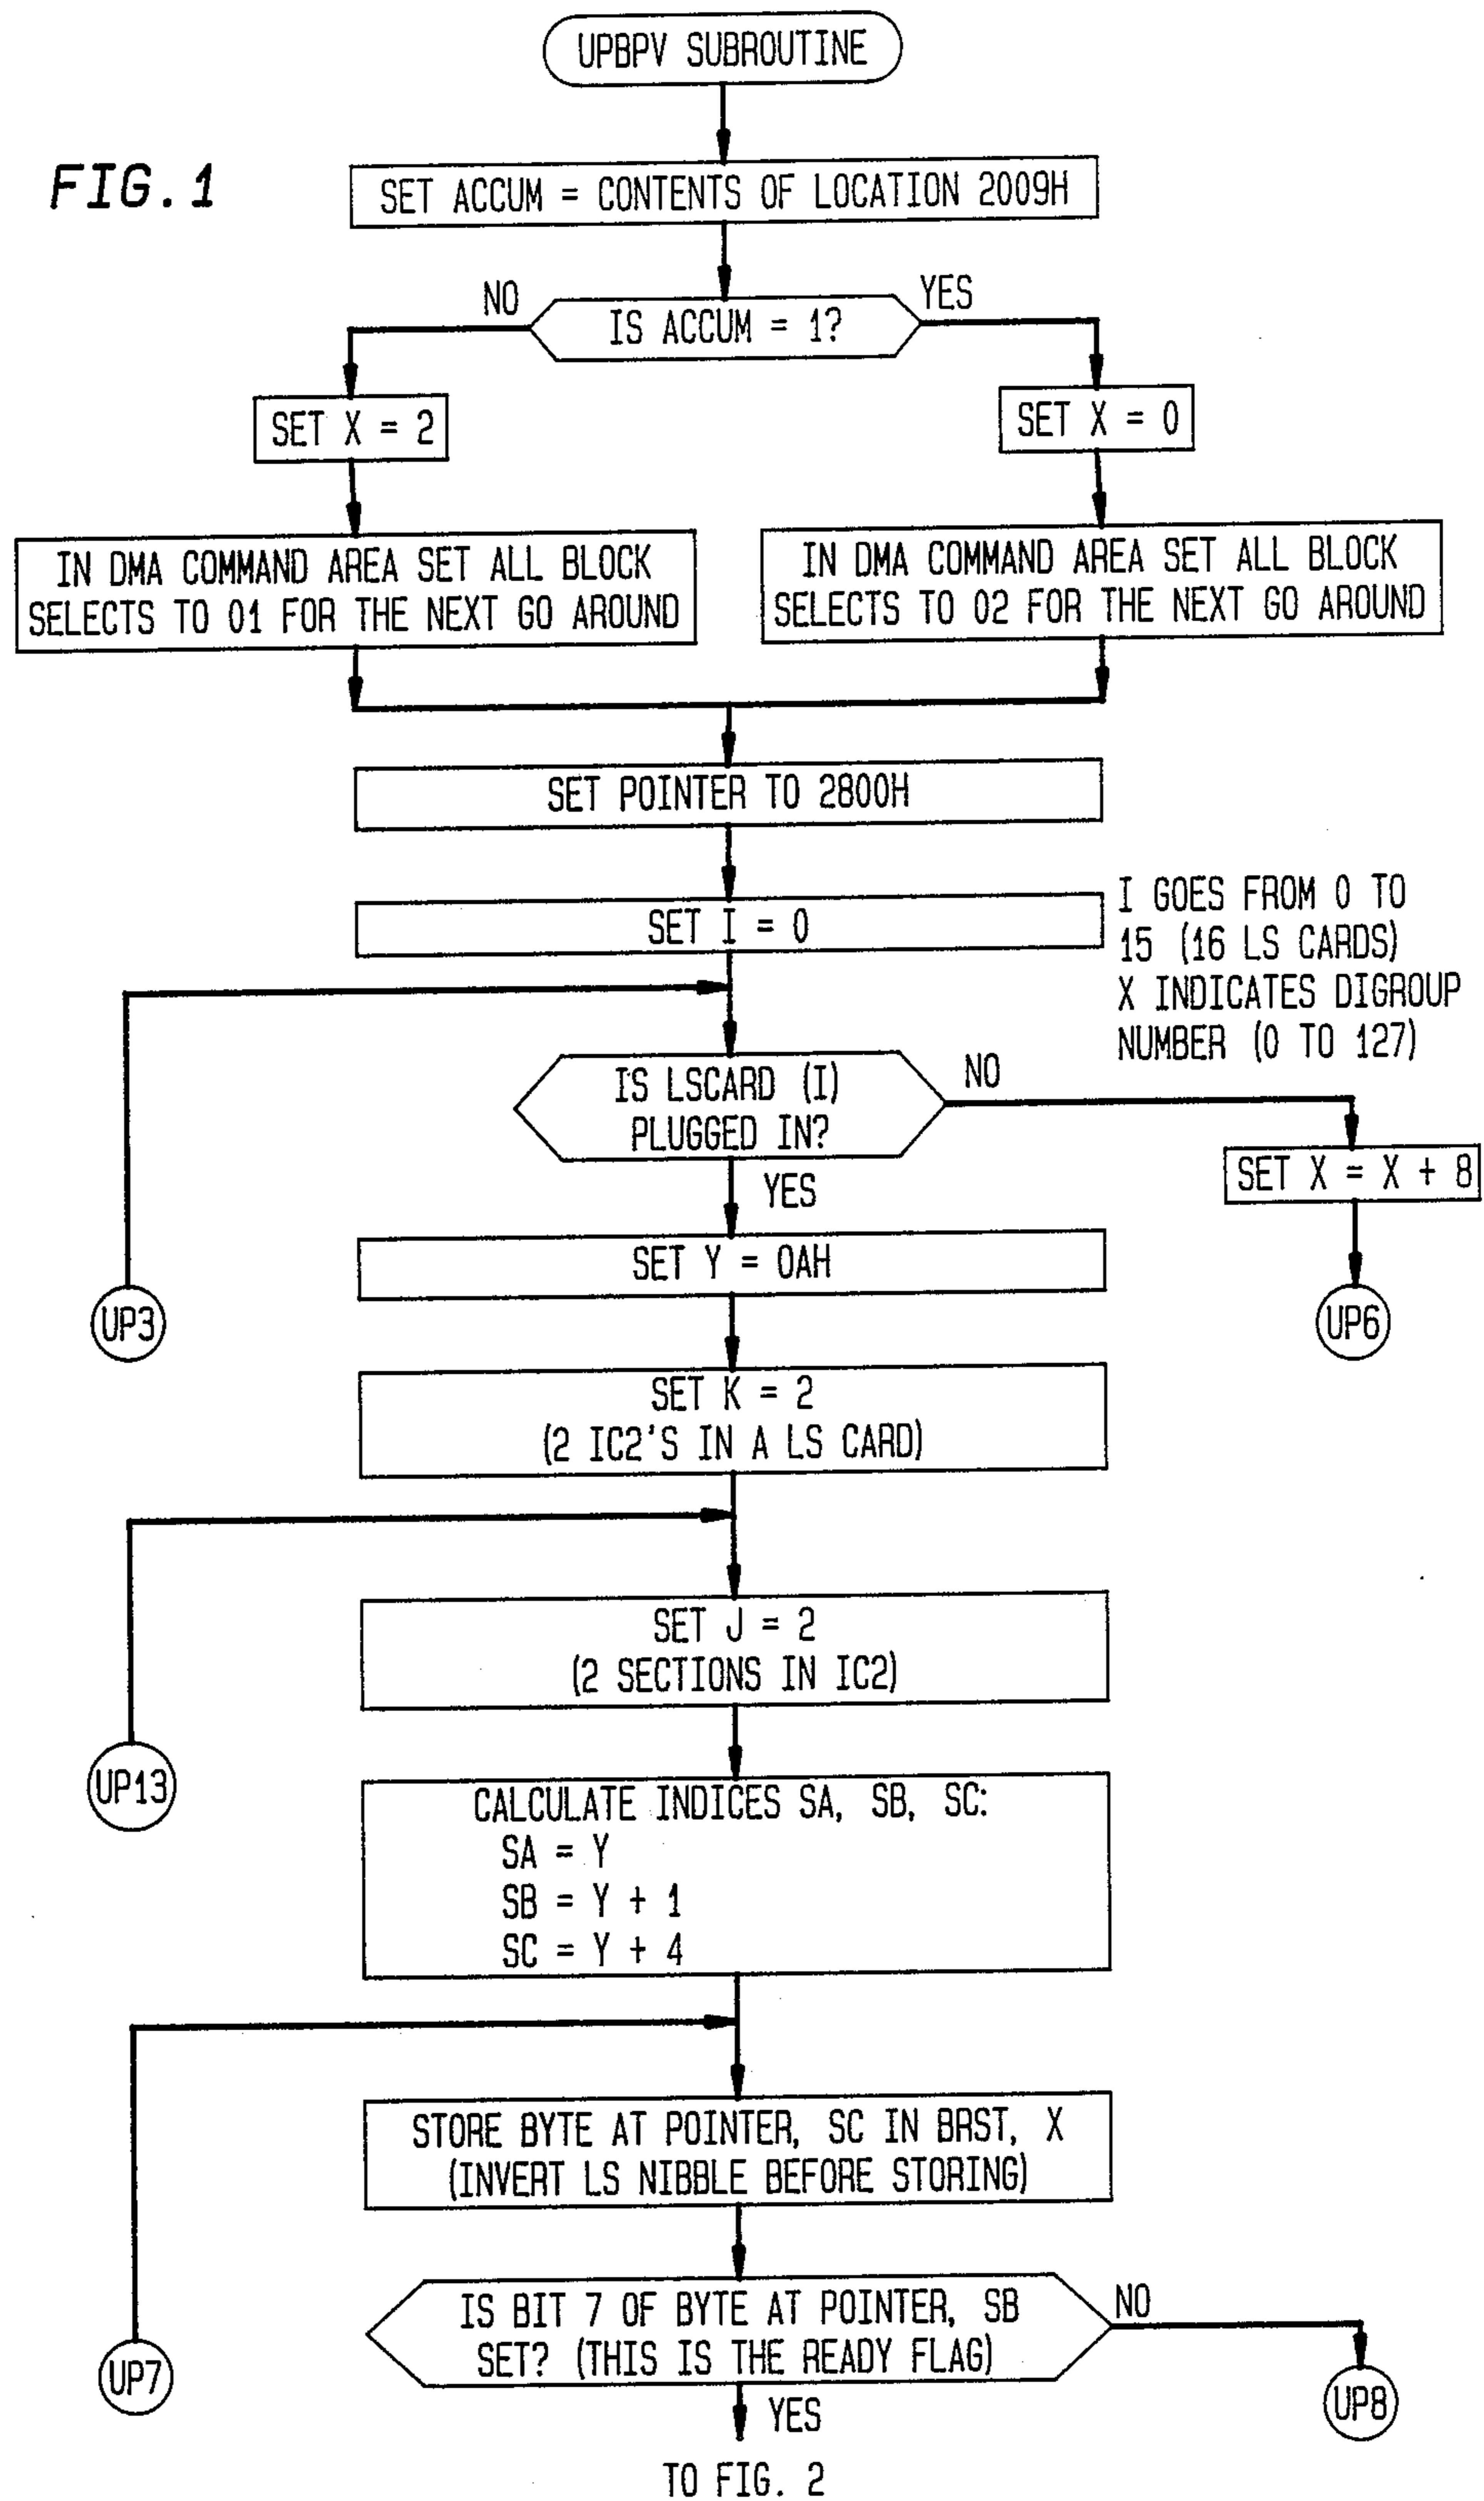 UPBPV SUBROUTINE
FIG. 1
SET ACCUM = CONTENTS OF LOCATION 2009H
NO
YES
IS ACCUM = 1?
SET X = 2
SET X = 0
IN DMA COMMAND AREA SET ALL BLOCK
SELECTS TO 01 FOR THE NEXT GO AROUND
IN DMA COMMAND AREA SET ALL BLOCK
SELECTS TO 02 FOR THE NEXT GO AROUND
SET POINTER TO 2800H
SET I = 0
I GOES FROM 0 TO
15 (16 LS CARDS)
X INDICATES DIGROUP
NUMBER (0 TO 127)
IS LSCARD (I)
PLUGGED IN?
NO
YES
SET X = X + 8
SET Y = 0AH
UP3
UP6
SET K = 2
(2 IC2'S IN A LS CARD)
SET J = 2
(2 SECTIONS IN IC2)
UP13
CALCULATE INDICES SA, SB, SC:
SA = Y
SB = Y + 1
SC = Y + 4
STORE BYTE AT POINTER, SC IN BRST, X
(INVERT LS NIBBLE BEFORE STORING)
IS BIT 7 OF BYTE AT POINTER, SB
SET? (THIS IS THE READY FLAG)
NO
UP7
UP8
YES
TO FIG. 2